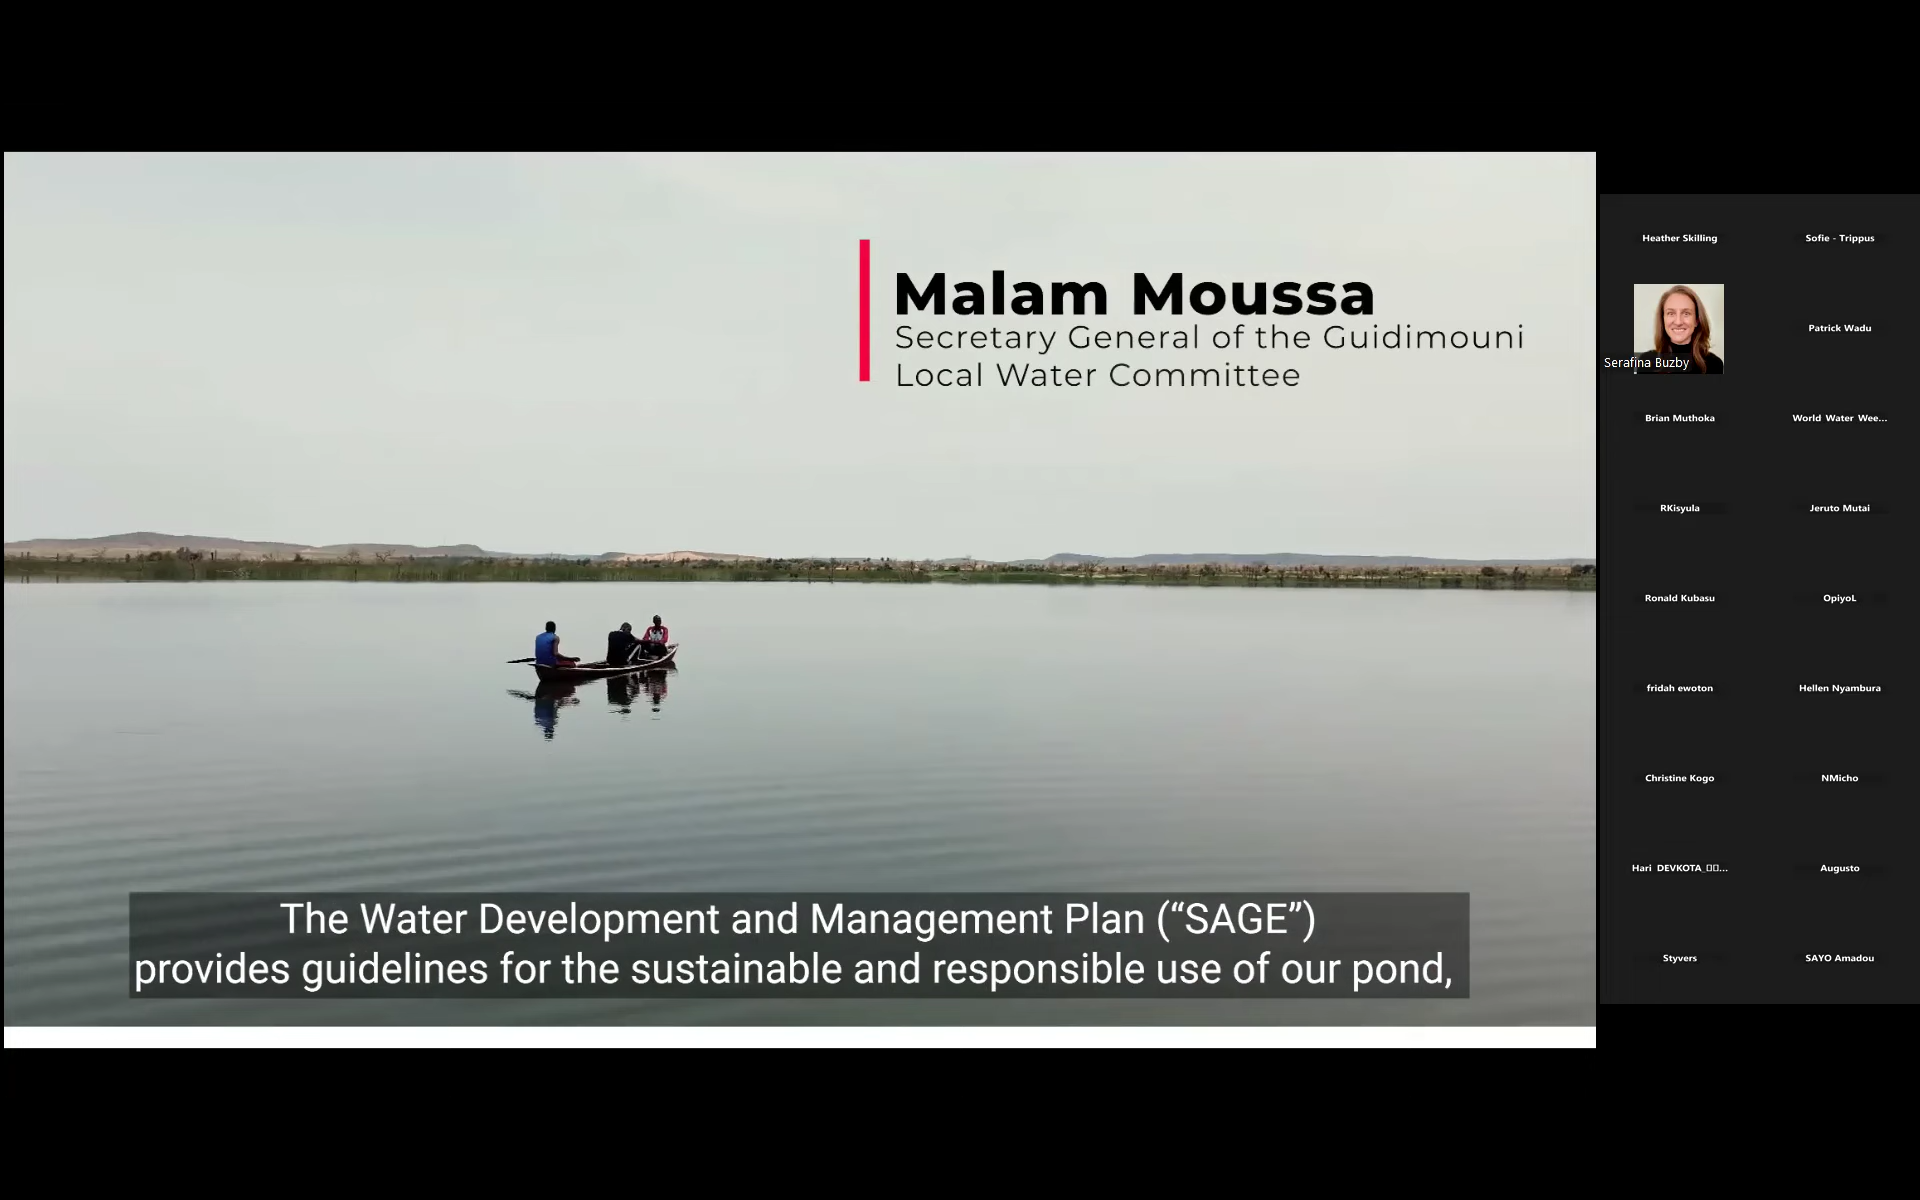 Malam Moussa
Secretary General of the Guidimouni
Local Water Committee
The Water Development and Management Plan (“SAGE”)
provides guidelines for the sustainable and responsible use of our pond,
Heather Skilling
Sofie - Trippus
Serafina Buzby
Patrick Wadu
Brian Muthoka
World Water Wee...
RKisyula
Jeruto Mutai
Ronald Kubasu
OpiyoL
fridah ewoton
Hellen Nyambura
Christine Kogo
NMicho
Hari DEVKOTA_▯▯...
Augusto
Styvers
SAYO Amadou